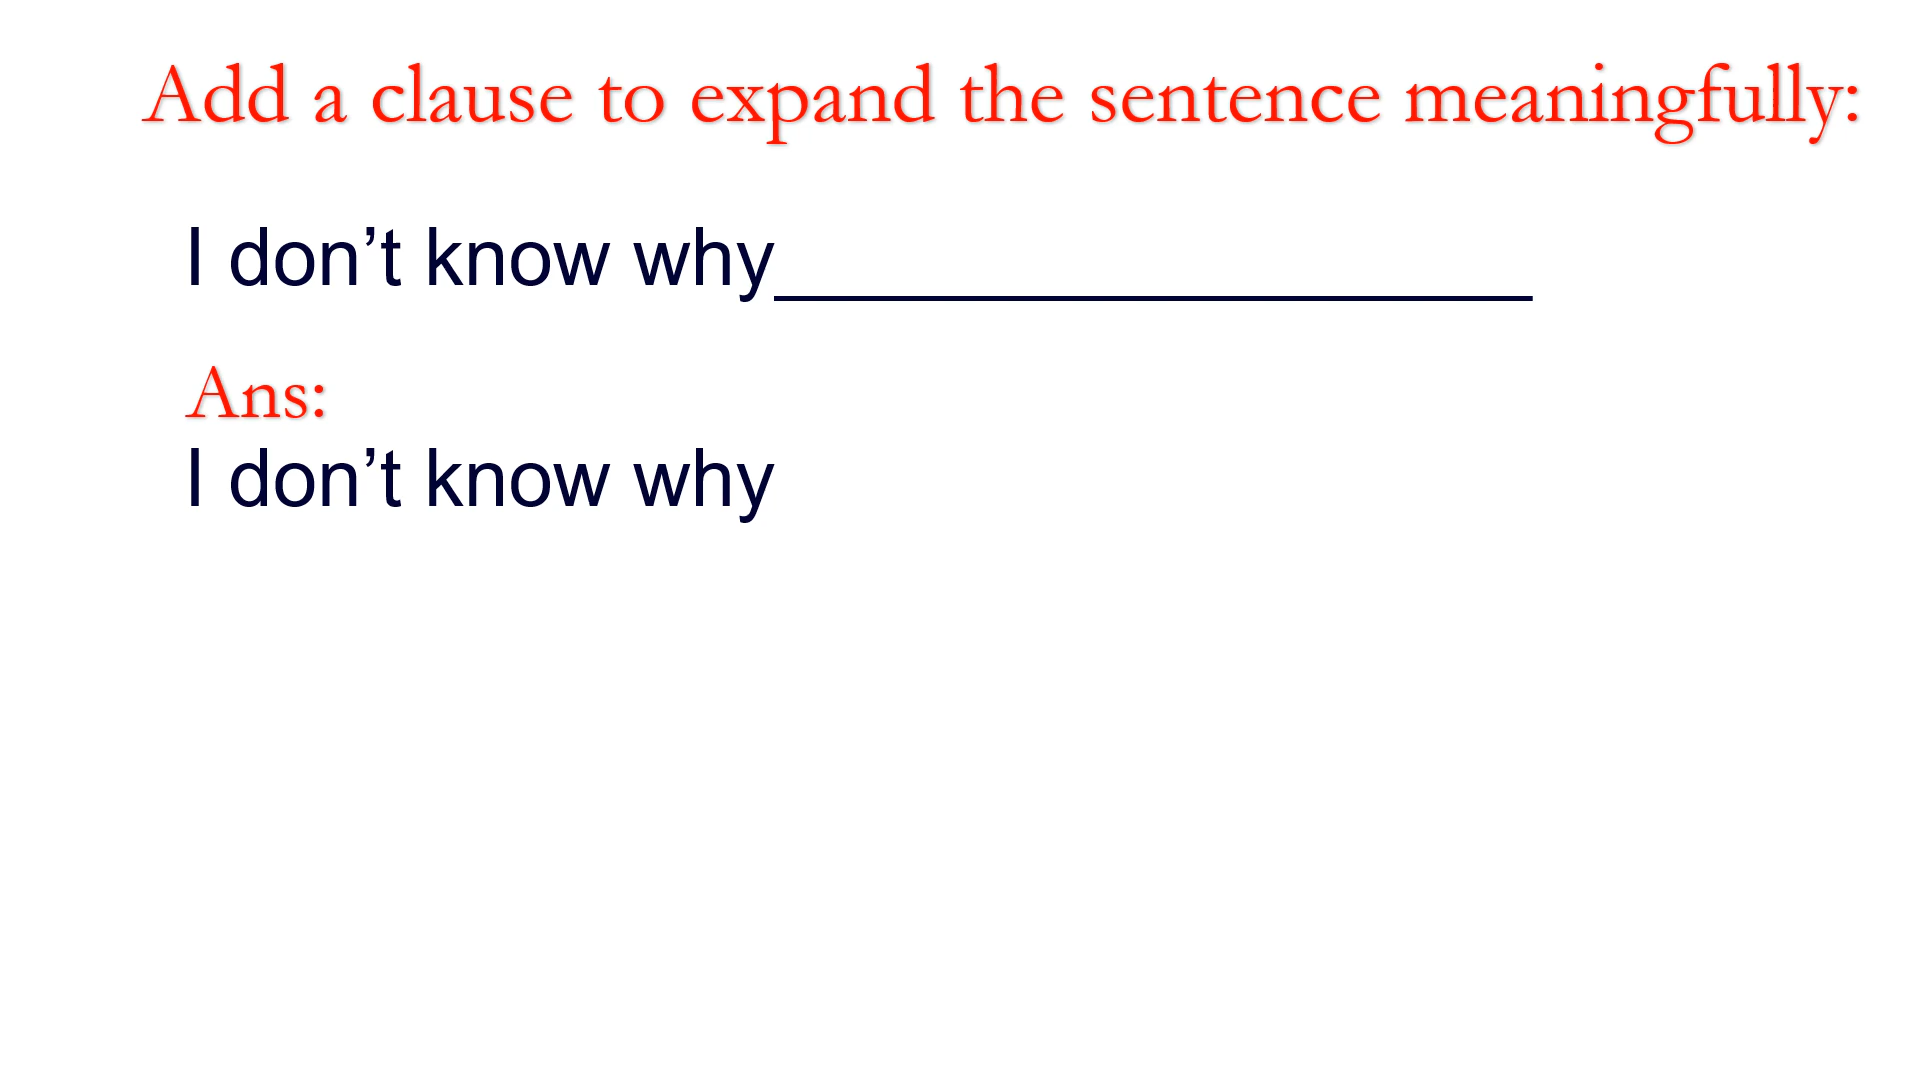 Add a clause to expand the sentence meaningfully:
I don’t know why___________________
Ans:
I don’t know why